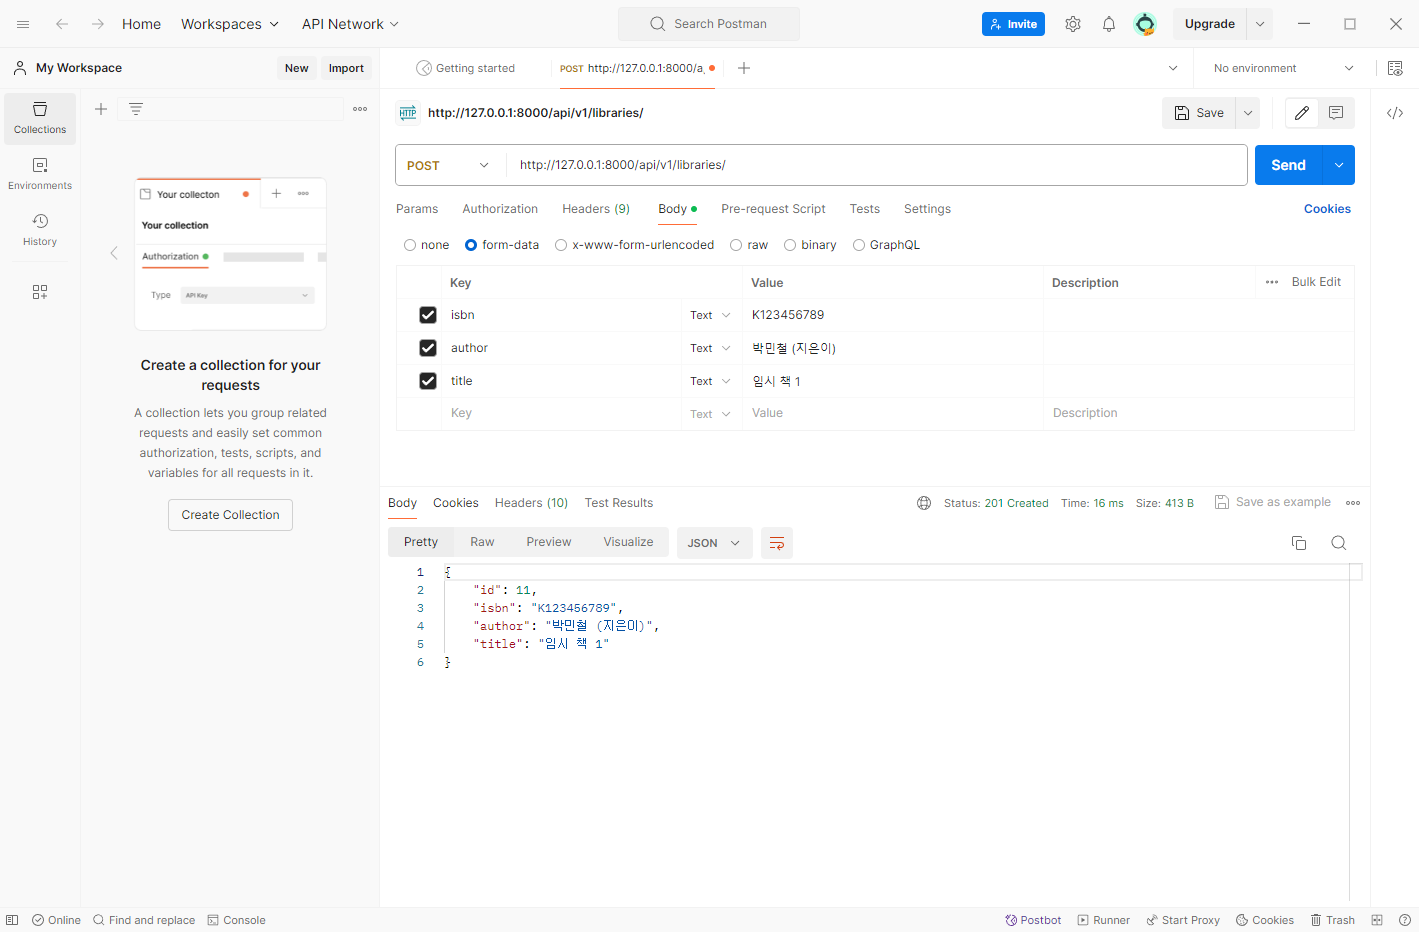 Home Workspaces API Network Search Postman Invite Upgrade
My Workspace New Import Getting started POST http://127.0.0.1:8000/a No environment
Collections
Environments
History
Your collecton
Your collection
Authorization
Type API Key
Create a collection for your
requests
A collection lets you group related
requests and easily set common
authorization, tests, scripts, and
variables for all requests in it.
Create Collection
HTTP http://127.0.0.1:8000/api/v1/libraries/ Save
POST http://127.0.0.1:8000/api/v1/libraries/ Send
Params Authorization Headers (9) Body Pre-request Script Tests Settings Cookies
none form-data x-www-form-urlencoded raw binary GraphQL
Key Value Description Bulk Edit
isbn Text K123456789
author Text 박민철 (지은이)
title Text 임시 책 1
Key Text Value Description
Body Cookies Headers (10) Test Results Status: 201 Created Time: 16 ms Size: 413 B Save as example
Pretty Raw Preview Visualize JSON
1 {
2 "id": 11,
3 "isbn": "K123456789",
4 "author": "박민철 (지은이)",
5 "title": "임시 책 1"
6 }
Online Find and replace Console Postbot Runner Start Proxy Cookies Trash